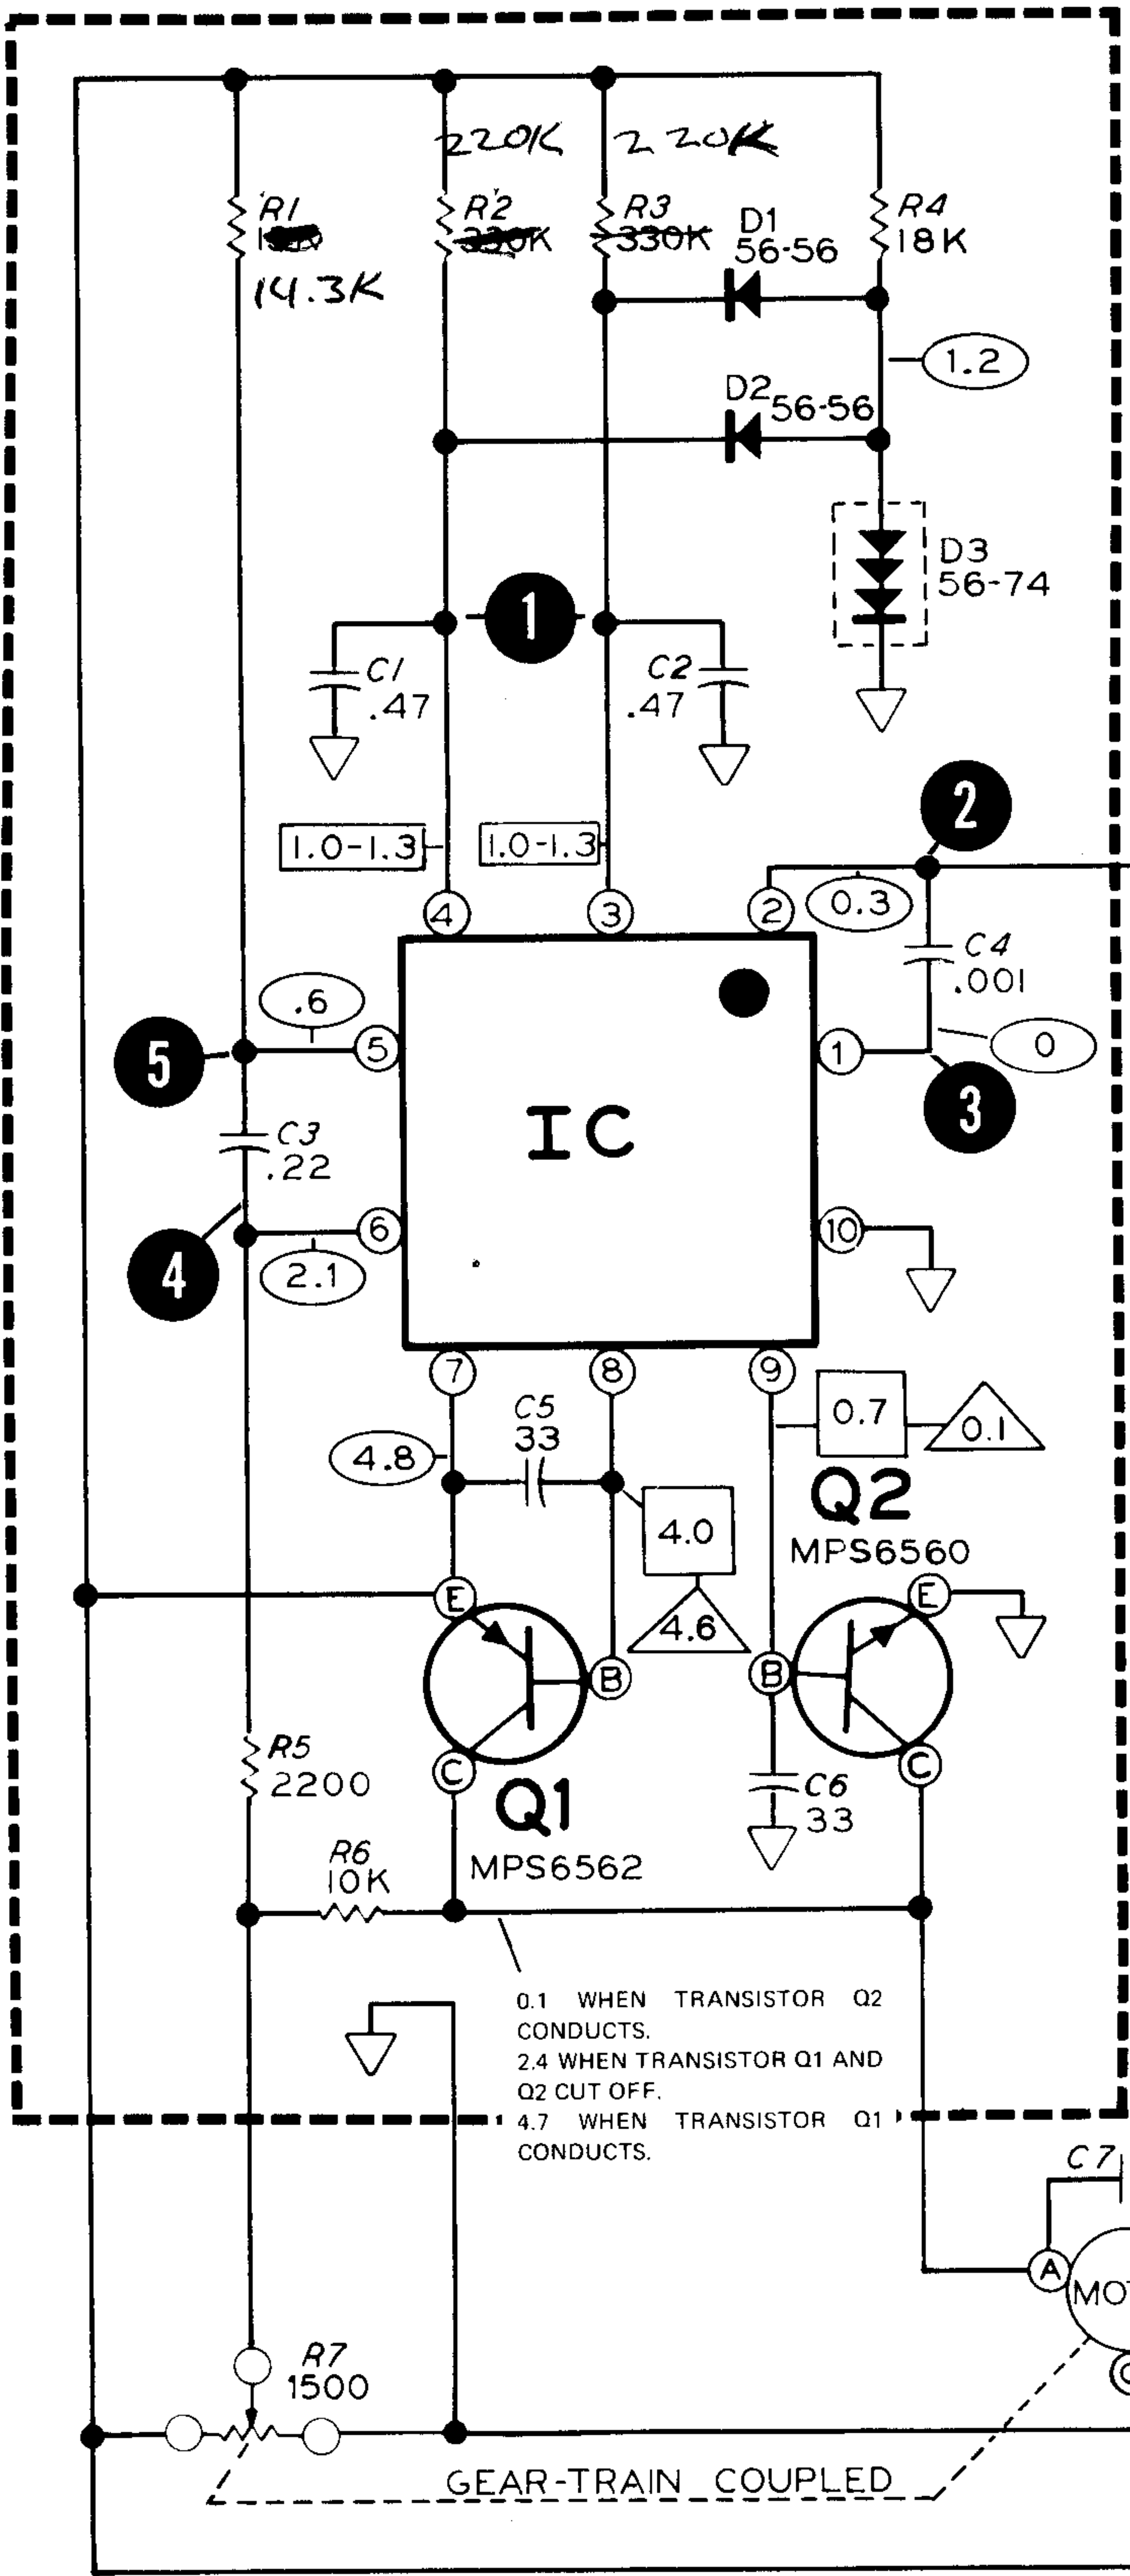 220K
220K
R1
14.3K
R2
330K
R3
330K
D1
56-56
R4
18K
1.2
D2
56-56
D3
56-74
1
C1
.47
C2
.47
2
1.0-1.3
1.0-1.3
4
3
2
0.3
C4
.001
.6
5
5
1
0
3
IC
C3
.22
6
10
4
2.1
7
8
9
C5
33
0.7
0.1
4.8
Q2
MPS6560
4.0
4.6
E
E
B
B
R5
2200
C
C
Q1
MPS6562
C6
33
R6
10K
0.1 WHEN TRANSISTOR Q2
CONDUCTS.
2.4 WHEN TRANSISTOR Q1 AND
Q2 CUT OFF.
4.7 WHEN TRANSISTOR Q1
CONDUCTS.
C7
A
MOT
R7
1500
GEAR-TRAIN COUPLED